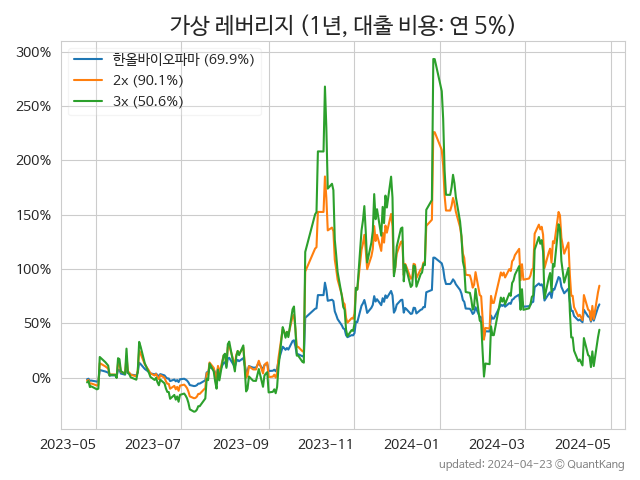 가상 레버리지 (1년, 대출 비용: 연 5%)
300%
250%
200%
150%
100%
50%
0%
한올바이오파마 (69.9%)
2x (90.1%)
3x (50.6%)
2023-05 2023-07 2023-09 2023-11 2024-01 2024-03 2024-05
updated: 2024-04-23 © QuantKang